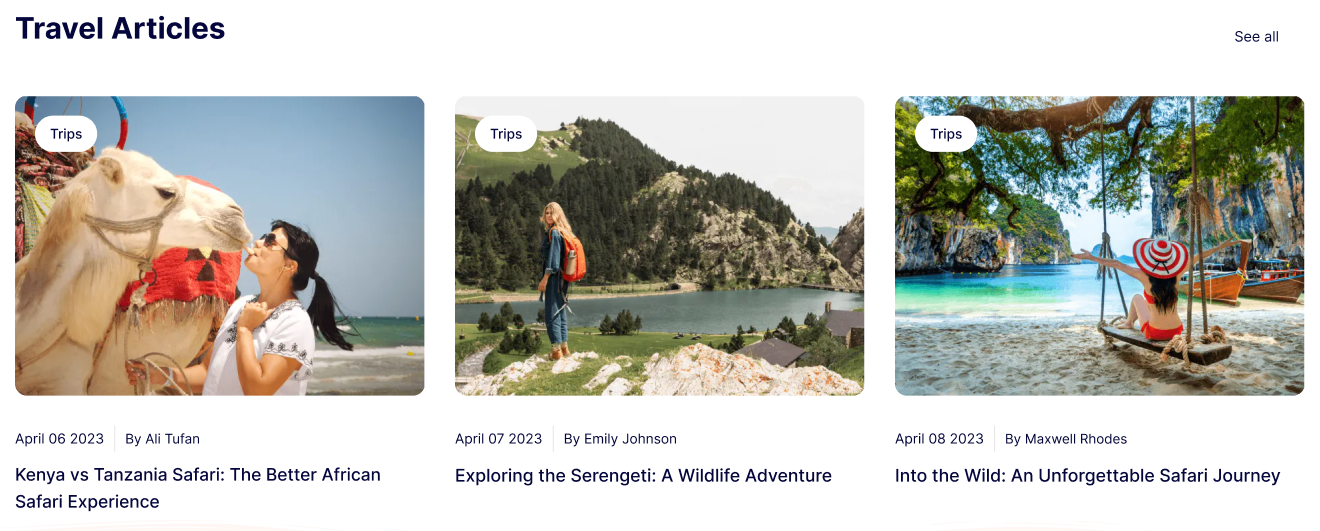 Travel Articles
See all
Trips
Trips
Trips
April 06 2023
By Ali Tufan
Kenya vs Tanzania Safari: The Better African
Safari Experience
April 07 2023
By Emily Johnson
Exploring the Serengeti: A Wildlife Adventure
April 08 2023
By Maxwell Rhodes
Into the Wild: An Unforgettable Safari Journey